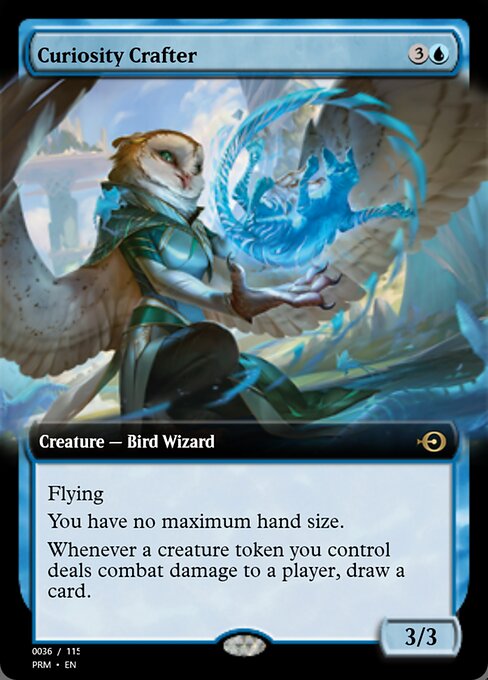 Curiosity Crafter
3
Creature — Bird Wizard
Flying
You have no maximum hand size.
Whenever a creature token you control
deals combat damage to a player, draw a
card.
3/3
0036 / 115
PRM • EN